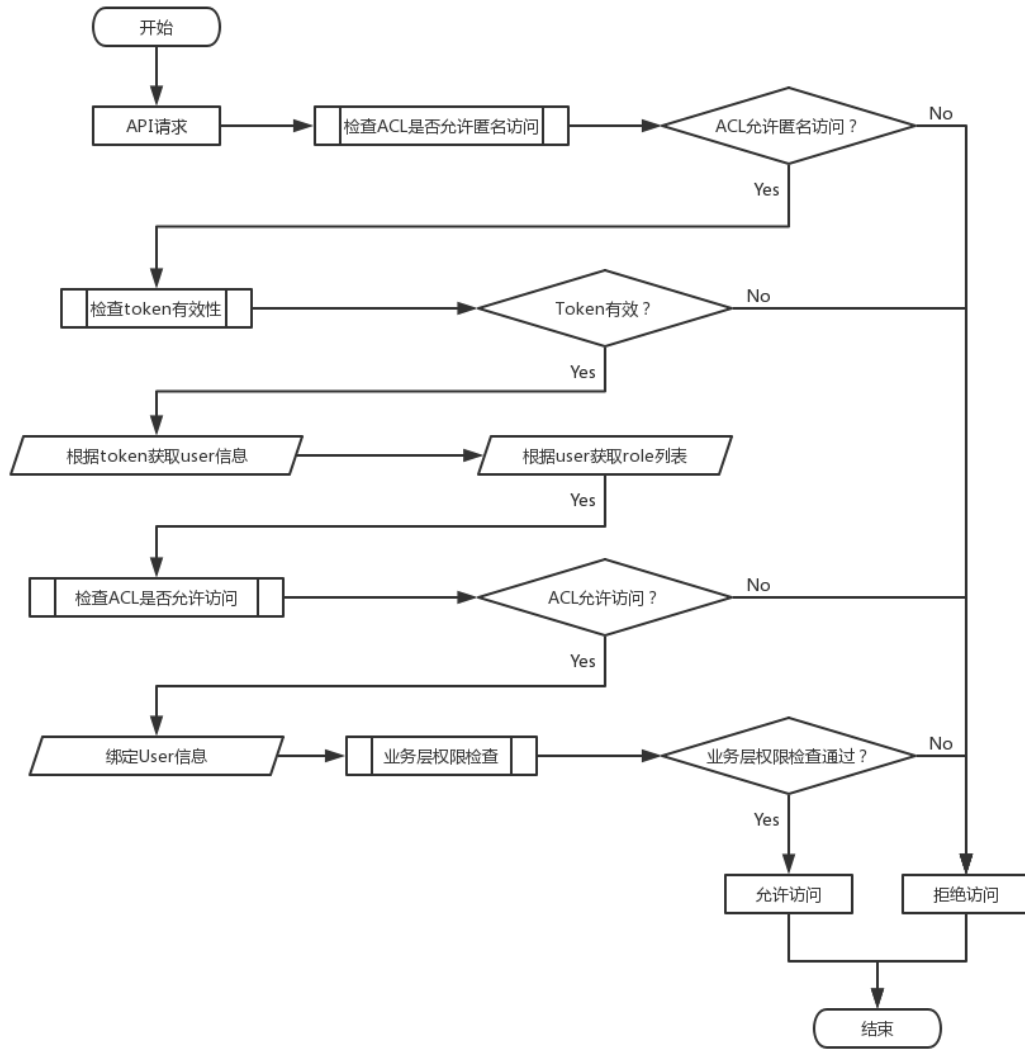 开始
API请求
检查ACL是否允许匿名访问
ACL允许匿名访问？
No
Yes
检查token有效性
Token有效？
No
Yes
根据token获取user信息
根据user获取role列表
Yes
检查ACL是否允许访问
ACL允许访问？
No
Yes
绑定User信息
业务层权限检查
业务层权限检查通过？
No
Yes
允许访问
拒绝访问
结束